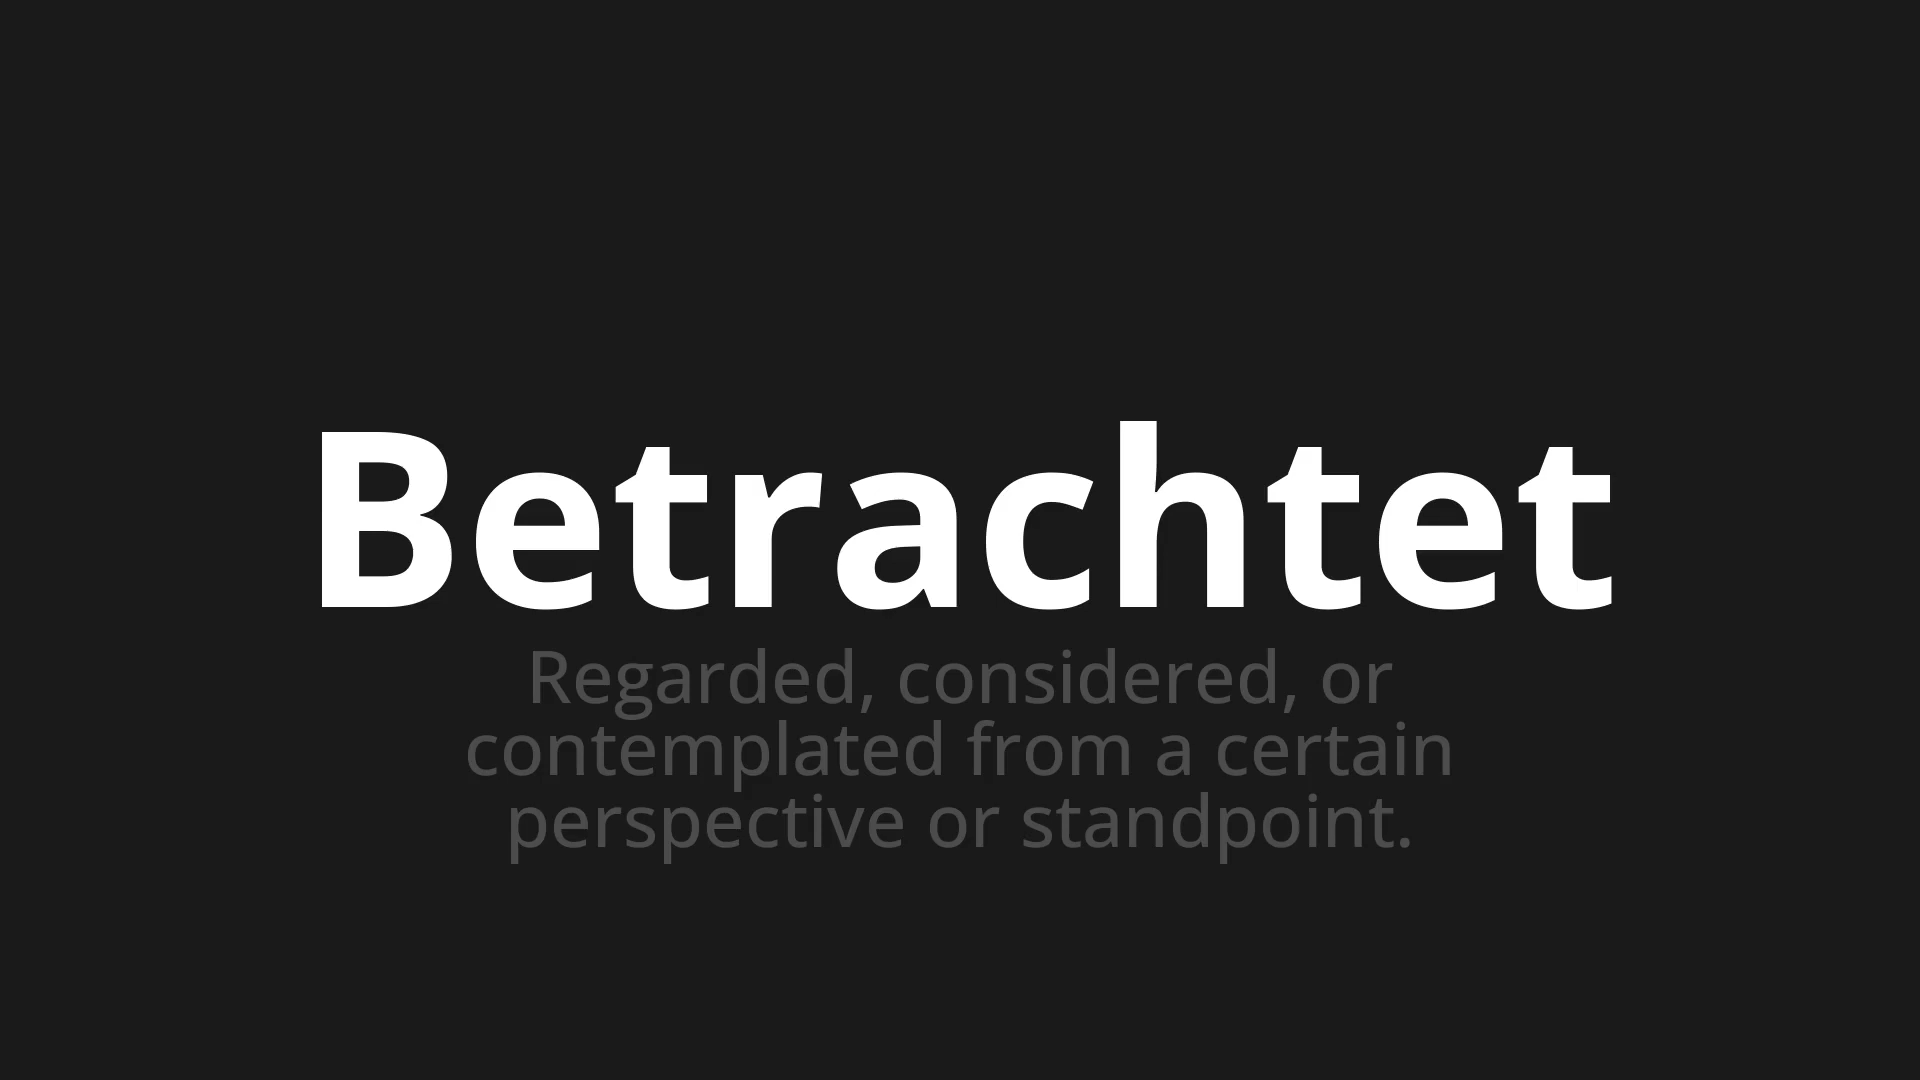 Betrachtet
Regarded, considered, or
contemplated from a certain
perspective or standpoint.